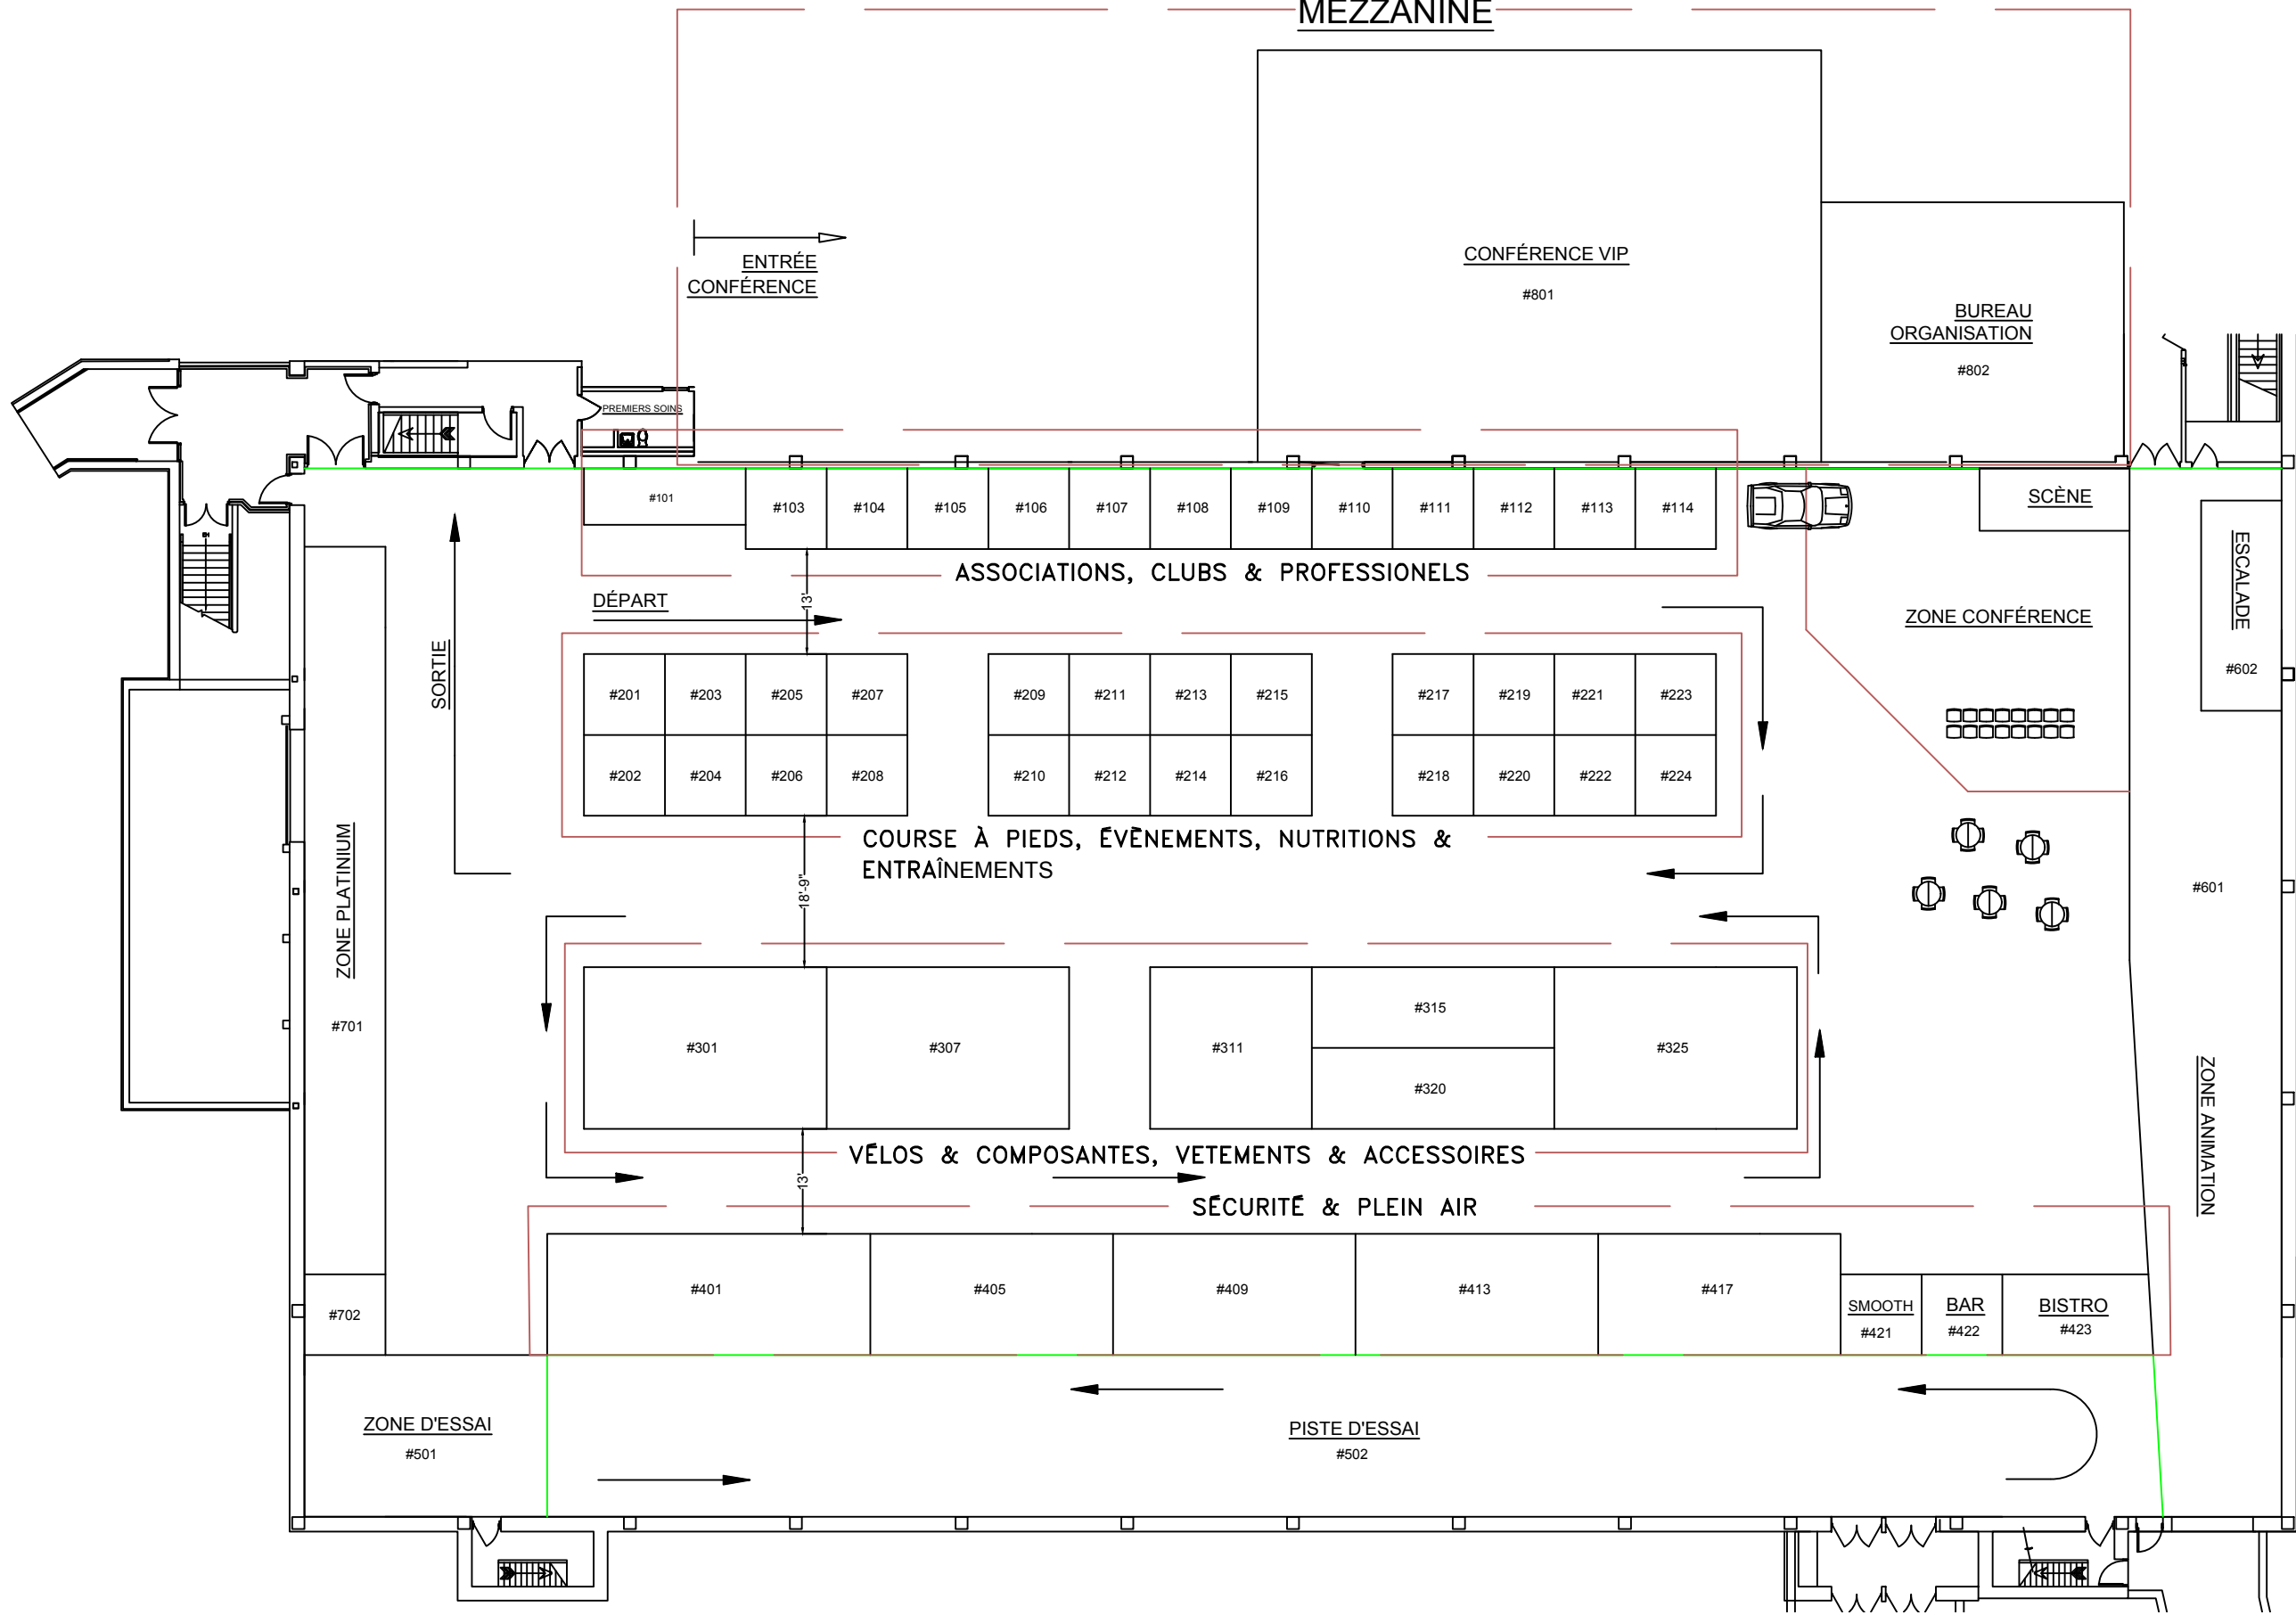 MEZZANINE
ENTRÉE
CONFÉRENCE
CONFÉRENCE VIP
#801
BUREAU
ORGANISATION
#802
PREMIERS SOINS
#101
#103
#104
#105
#106
#107
#108
#109
#110
#111
#112
#113
#114
SCÈNE
ESCALADE
#602
ASSOCIATIONS, CLUBS & PROFESSIONELS
DÉPART
13'
ZONE CONFÉRENCE
SORTIE
#201
#203
#205
#207
#209
#211
#213
#215
#217
#219
#221
#223
#202
#204
#206
#208
#210
#212
#214
#216
#218
#220
#222
#224
COURSE À PIEDS, ÉVÈNEMENTS, NUTRITIONS &
ENTRAÎNEMENTS
18'-9"
ZONE PLATINIUM
#701
#601
ZONE ANIMATION
#301
#307
#311
#315
#320
#325
VÉLOS & COMPOSANTES, VETEMENTS & ACCESSOIRES
13'
SÉCURITÉ & PLEIN AIR
#401
#405
#409
#413
#417
SMOOTH
#421
BAR
#422
BISTRO
#423
#702
ZONE D'ESSAI
#501
PISTE D'ESSAI
#502